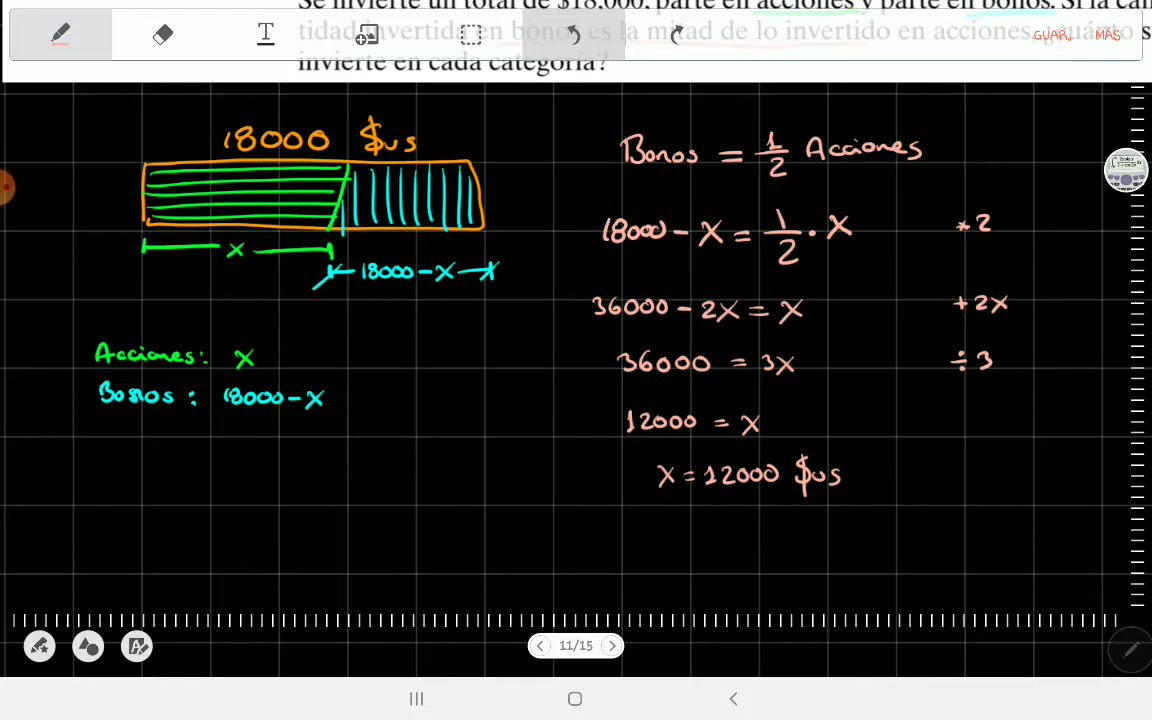 Se invierte un total de $18,000, parte en acciones y parte en bonos. Si la can-
tidad invertida en bonos es la mitad de lo invertido en acciones, ¿cuánto s
invierte en cada categoría?
T
GUAR.
MÁS
18000 $us
x
18000-x
Acciones: x
Bonos: 18000-x
Bonos = 1/2 Acciones
18000 - x = 1/2 · x *2
36000 - 2x = x +2x
36000 = 3x ÷3
12000 = x
x = 12000 $us
11/15